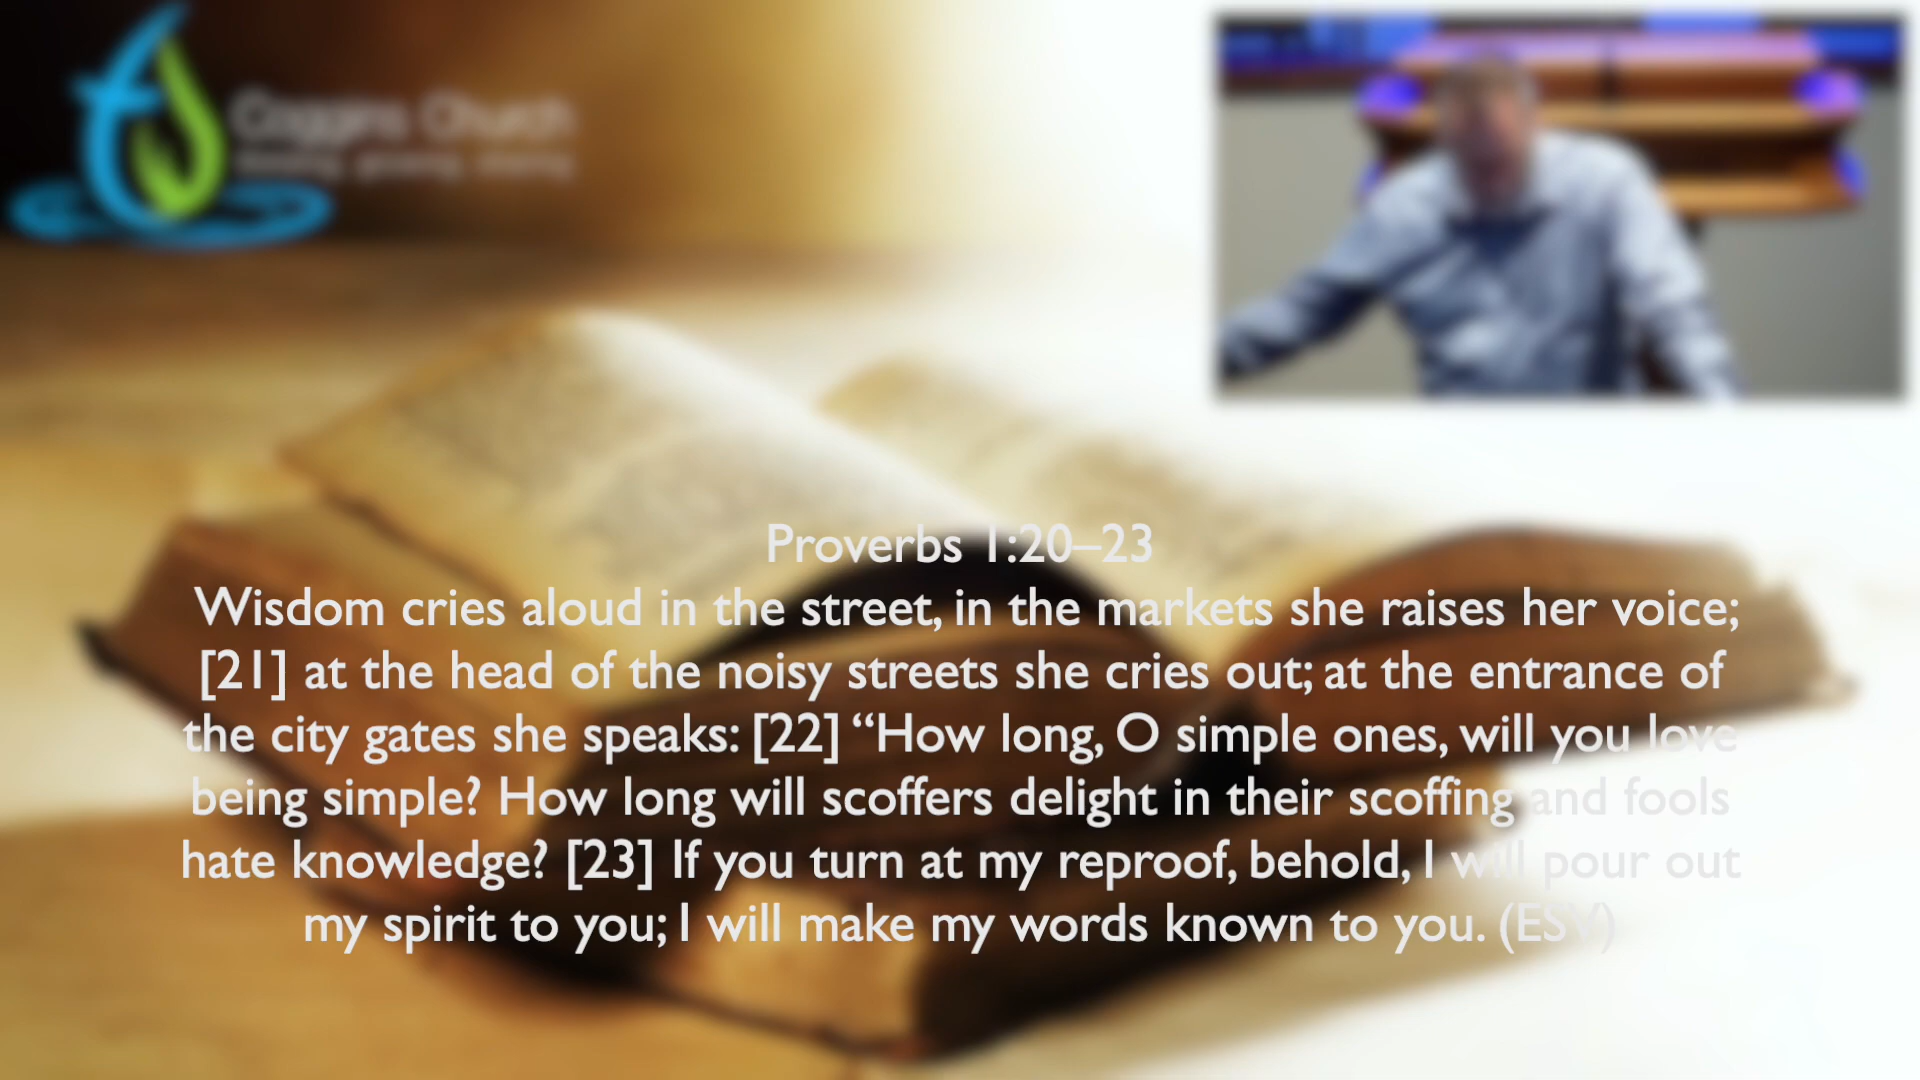 Coggins Church
Proverbs 1:20–23
Wisdom cries aloud in the street, in the markets she raises her voice;
[21] at the head of the noisy streets she cries out; at the entrance of
the city gates she speaks: [22] “How long, O simple ones, will you love
being simple? How long will scoffers delight in their scoffing and fools
hate knowledge? [23] If you turn at my reproof, behold, I will pour out
my spirit to you; I will make my words known to you. (ESV)